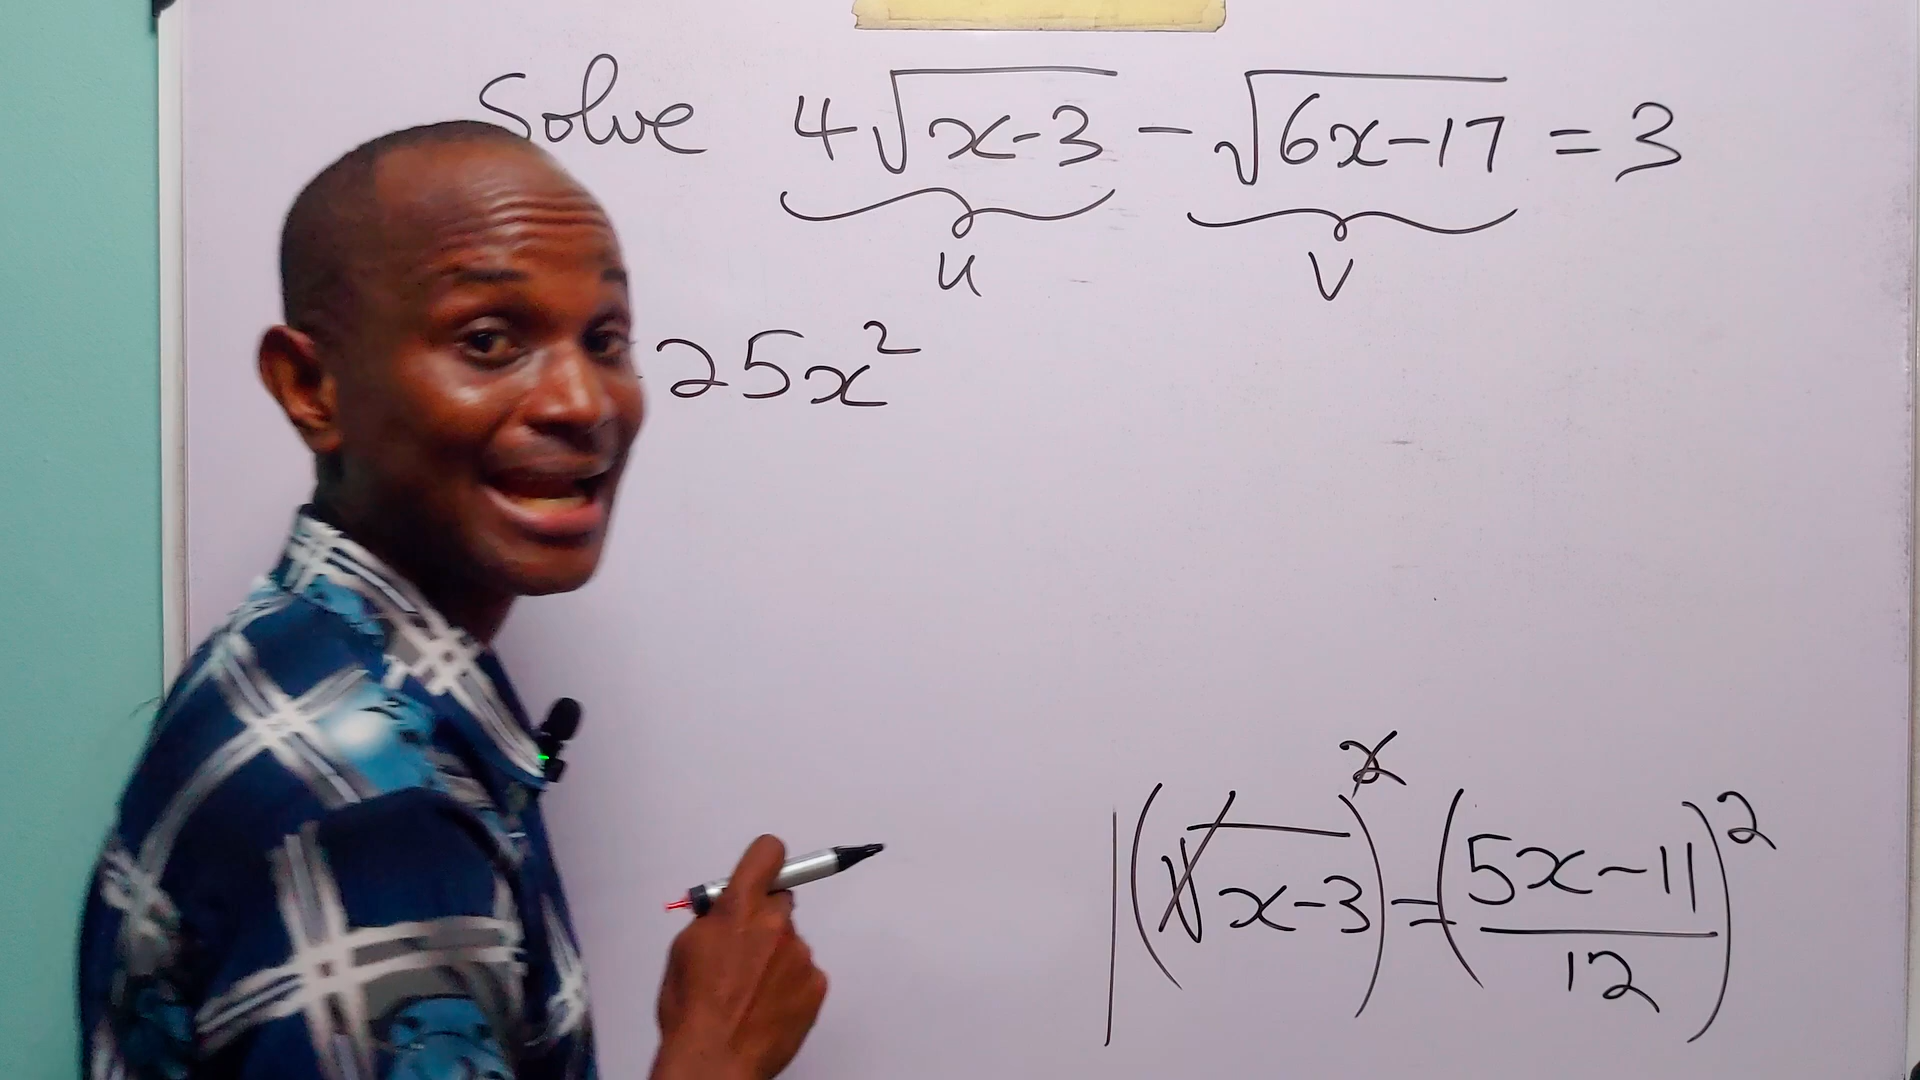 Solve 4√(x-3) - √(6x-17) = 3
u v
25x²
(√(x-3))² = ((5x-11)/12)²